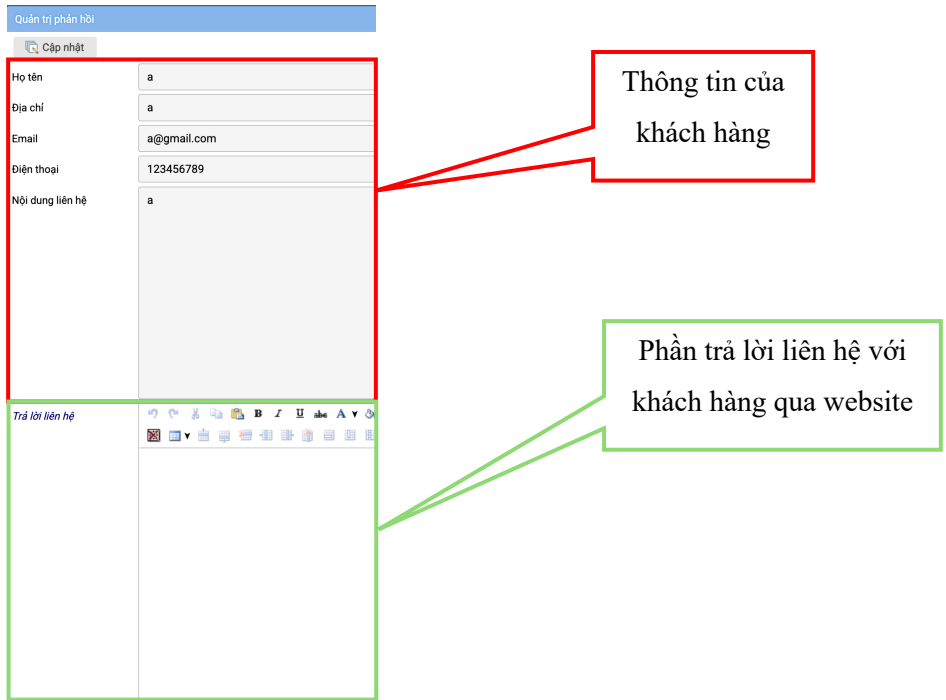 Quản trị phản hồi
Cập nhật
Họ tên
a
Địa chỉ
a
Email
a@gmail.com
Điện thoại
123456789
Nội dung liên hệ
a
Thông tin của
khách hàng
Phần trả lời liên hệ với
khách hàng qua website
Trả lời liên hệ
B I U abc A